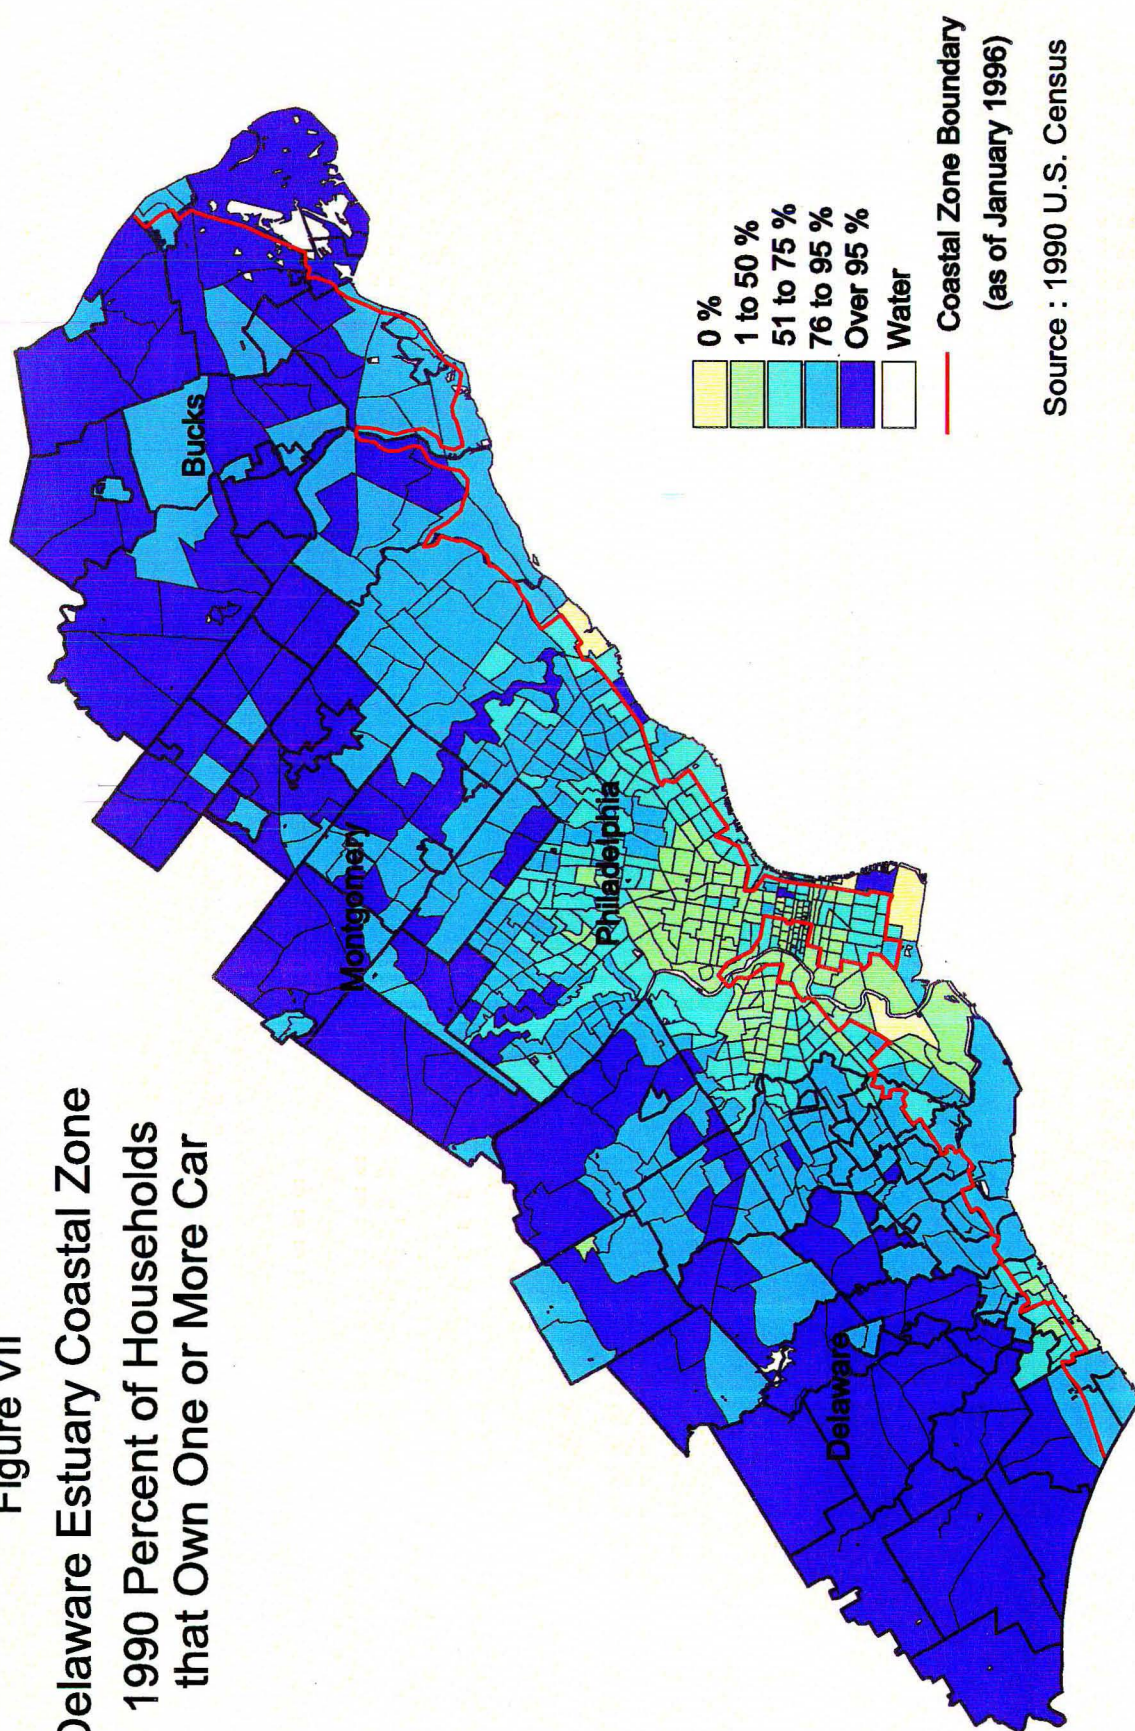 Figure VII
Delaware Estuary Coastal Zone
1990 Percent of Households
that Own One or More Car
Bucks
Montgomery
Philadelphia
Delaware
0 %
1 to 50 %
51 to 75 %
76 to 95 %
Over 95 %
Water
Coastal Zone Boundary
(as of January 1996)
Source : 1990 U.S. Census